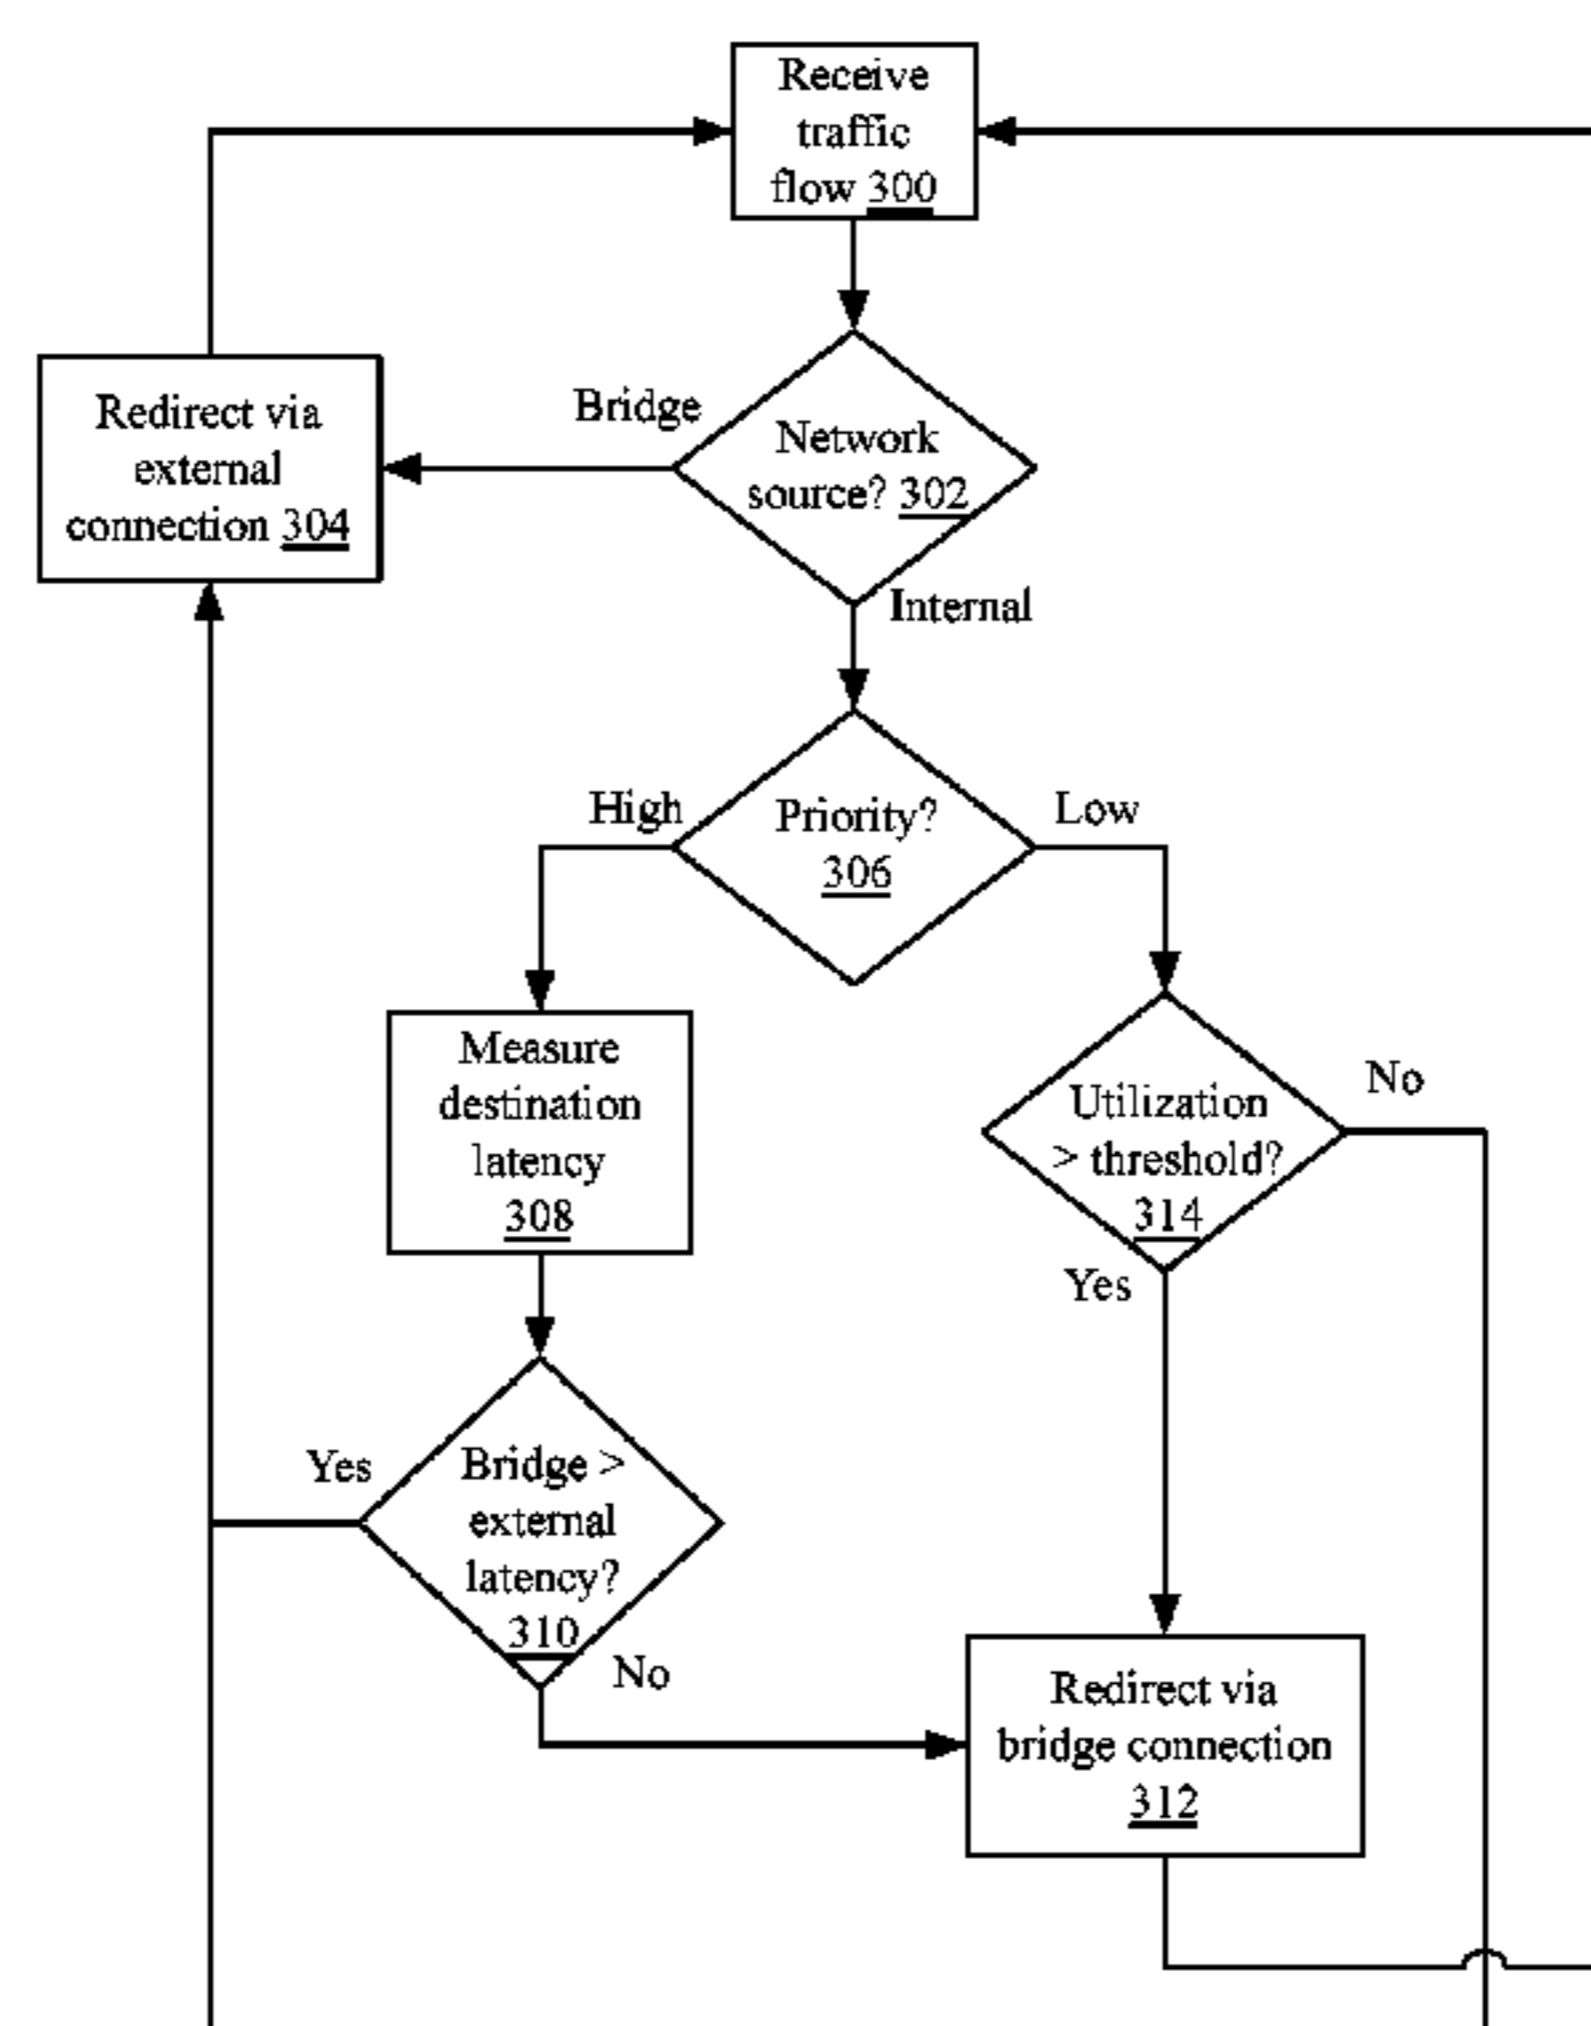 Receive
traffic
flow 300
Redirect via
external
connection 304
Bridge
Network
source? 302
Internal
High
Priority?
306
Low
Measure
destination
latency
308
Utilization
> threshold?
314
No
Yes
Yes
Bridge >
external
latency?
310
No
Redirect via
bridge connection
312